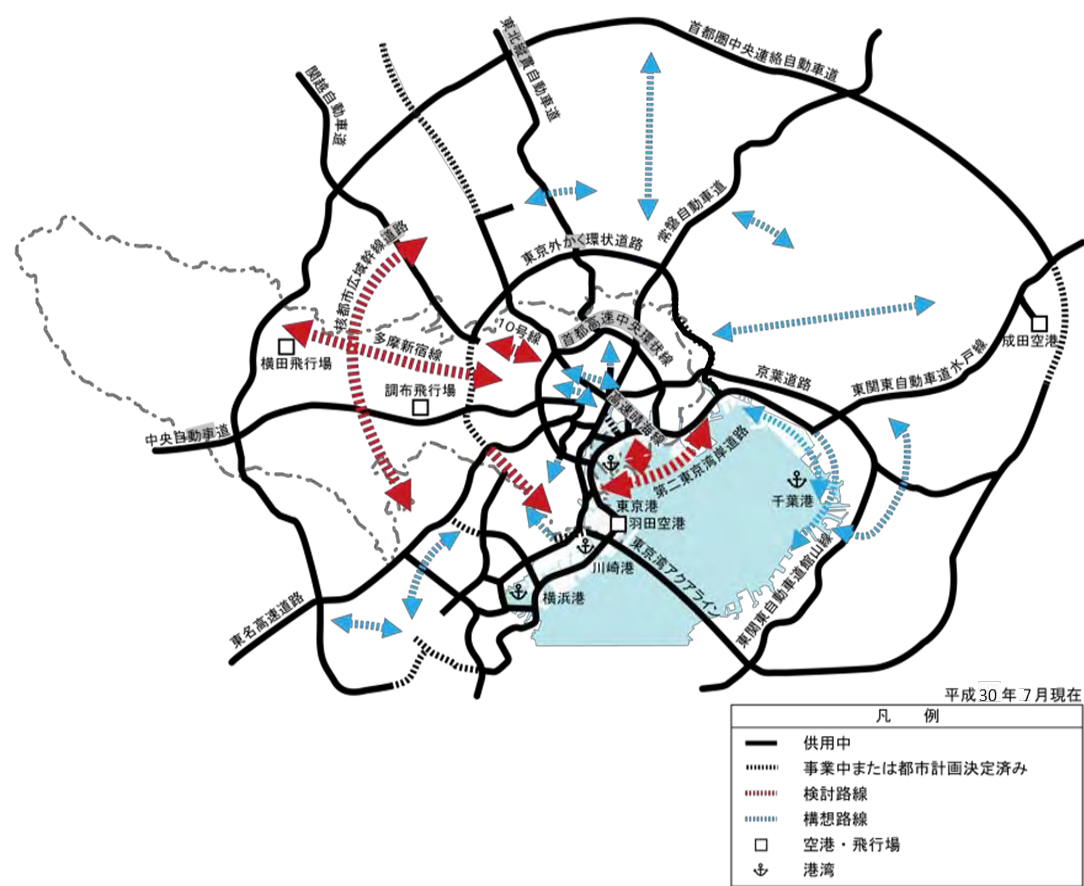 首都圏中央連絡自動車道
東北縦貫自動車道
関越自動車道
常磐自動車道
東京外かく環状道路
核都市広域幹線道路
10号線
首都高速中央環状線
多摩新宿線
横田飛行場
調布飛行場
成田空港
京葉道路
東関東自動車道水戸線
高速晴海線
中央自動車道
第二東京湾岸道路
千葉港
東京港
羽田空港
川崎港
東京湾アクアライン
横浜港
東関東自動車道館山線
東名高速道路
平成30年7月現在
凡 例
供用中
事業中または都市計画決定済み
検討路線
構想路線
空港・飛行場
港湾